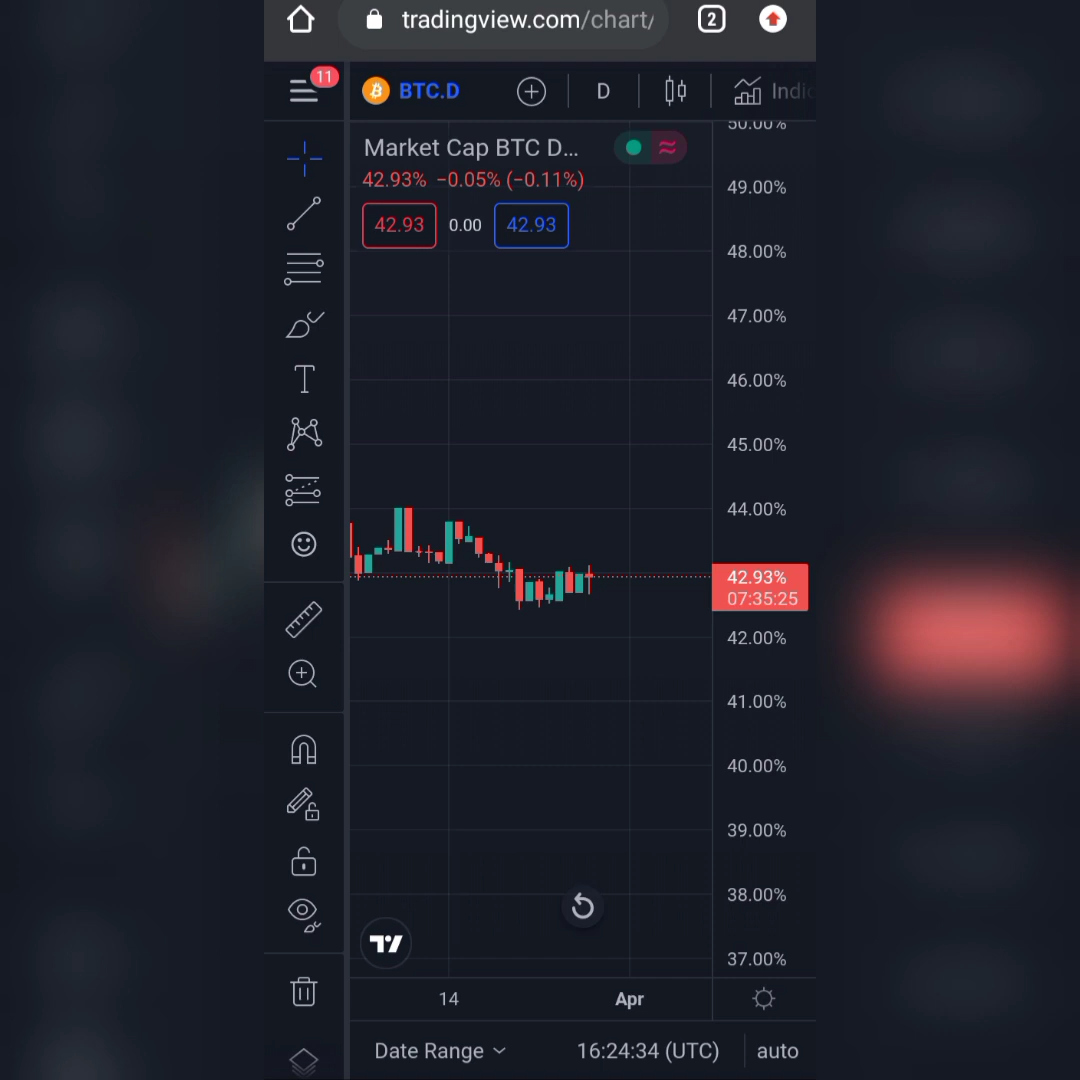 tradingview.com/chart/
2
11
BTC.D
D
Indic
Market Cap BTC D...
42.93% −0.05% (−0.11%)
42.93 0.00 42.93
50.00%
49.00%
48.00%
47.00%
46.00%
45.00%
44.00%
42.93%
07:35:25
42.00%
41.00%
40.00%
39.00%
38.00%
37.00%
14 Apr
Date Range 16:24:34 (UTC) auto